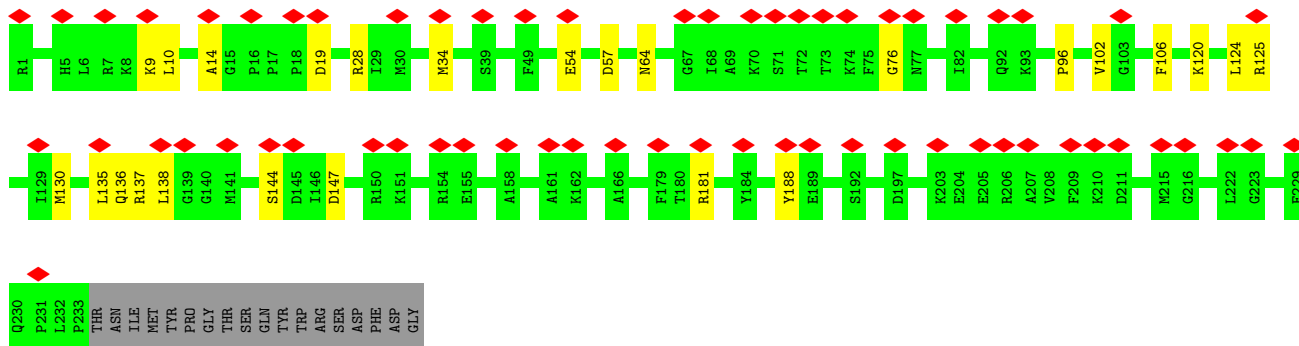 R1 H5 L6 R7 K8 K9 L10 A14 G15 P16 P17 P18 D19 R28 I29 M30 M34 S39 F49 E54 D57 N64 G67 I68 A69 K70 S71 T72 T73 K74 F75 G76 N77 I82 Q92 K93 P96 V102 G103 F106 K120 L124 R125
I129 M130 L135 Q136 R137 L138 G139 G140 M141 S144 D145 I146 D147 R150 K151 R154 E155 A158 A161 K162 A166 F179 T180 R181 Y184 Y188 E189 S192 D197 K203 E204 E205 R206 A207 V208 F209 K210 D211 M215 G216 L222 G223
Q230 P231 L232 P233 THR ASN ILE MET TYR PRO GLY THR SER GLN TYR TRP ARG SER ASP PHE ASP GLY